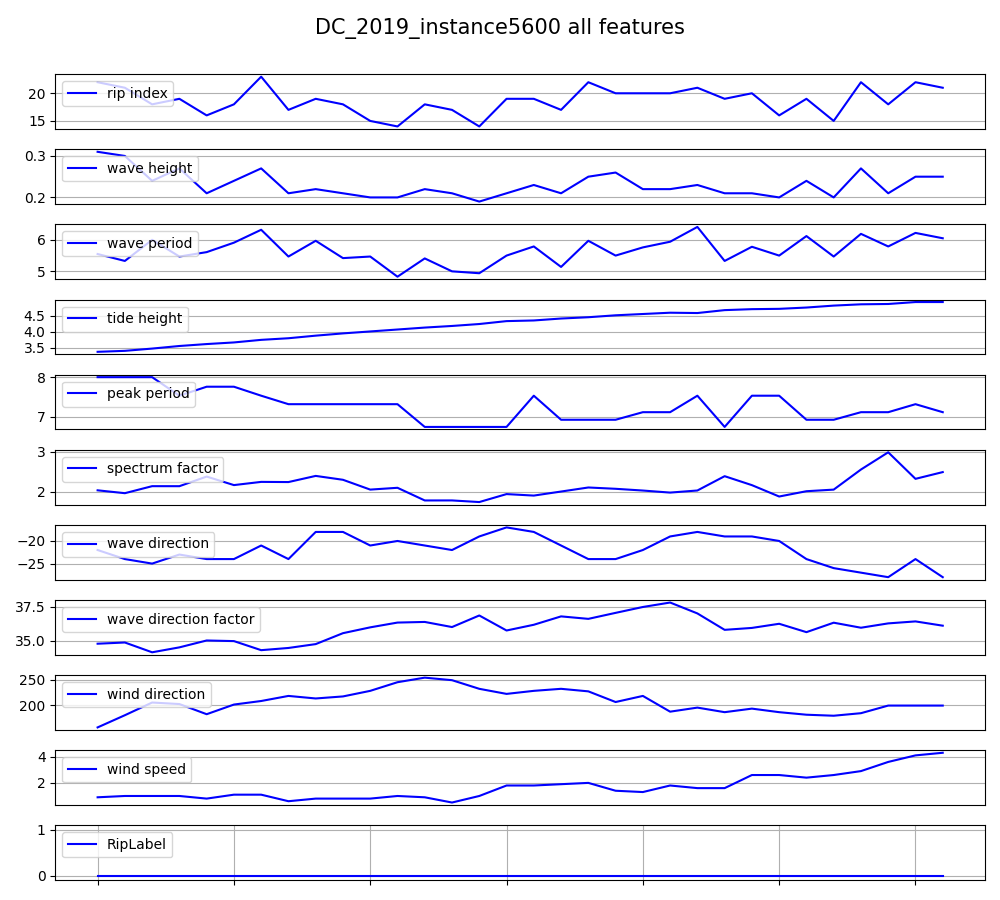 DC_2019_instance5600 all features
20
15
rip index
0.3
0.2
wave height
6
5
wave period
4.5
4.0
3.5
tide height
8
7
peak period
3
2
spectrum factor
−20
−25
wave direction
37.5
35.0
wave direction factor
250
200
wind direction
4
2
wind speed
1
0
RipLabel